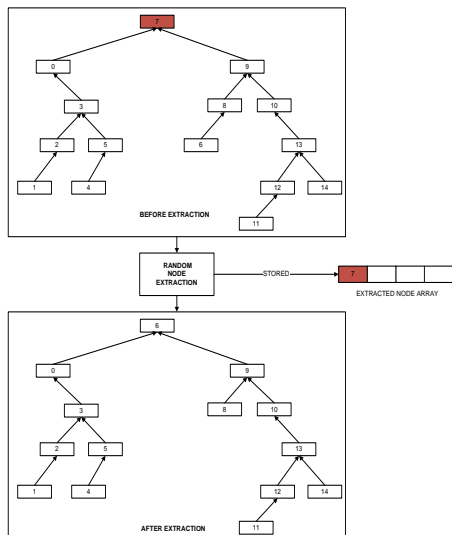 7
0 9
3 8 10
2 5 6 13
1 4 12 14
11
BEFORE EXTRACTION
RANDOM
NODE
EXTRACTION
STORED
7
EXTRACTED NODE ARRAY
6
0 9
3 8 10
2 5 13
1 4 12 14
11
AFTER EXTRACTION